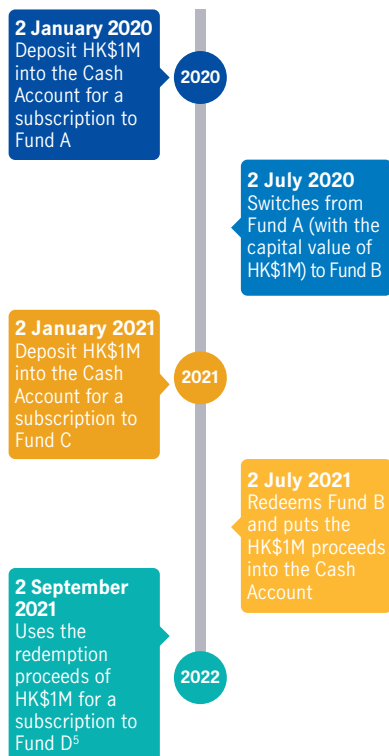 2 January 2020
Deposit HK$1M
into the Cash
Account for a
subscription to
Fund A
2020
2 July 2020
Switches from
Fund A (with the
capital value of
HK$1M) to Fund B
2 January 2021
Deposit HK$1M
into the Cash
Account for a
subscription to
Fund C
2021
2 July 2021
Redeems Fund B
and puts the
HK$1M proceeds
into the Cash
Account
2 September
2021
Uses the
redemption
proceeds of
HK$1M for a
subscription to
Fund D⁵
2022